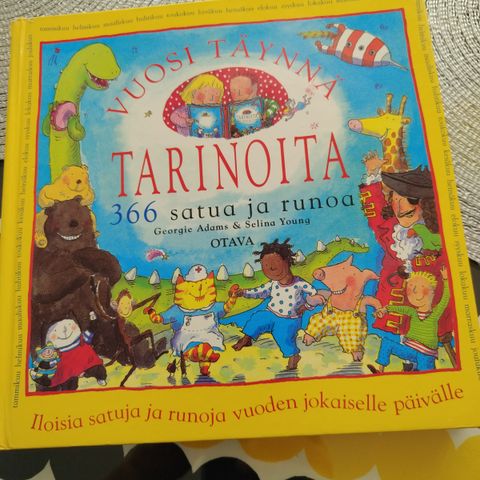 VUOSI TÄYNNÄ
TARINOITA
366 satua ja runoa
Georgie Adams & Selina Young
OTAVA
Iloisia satuja ja runoja vuoden jokaiselle päivälle